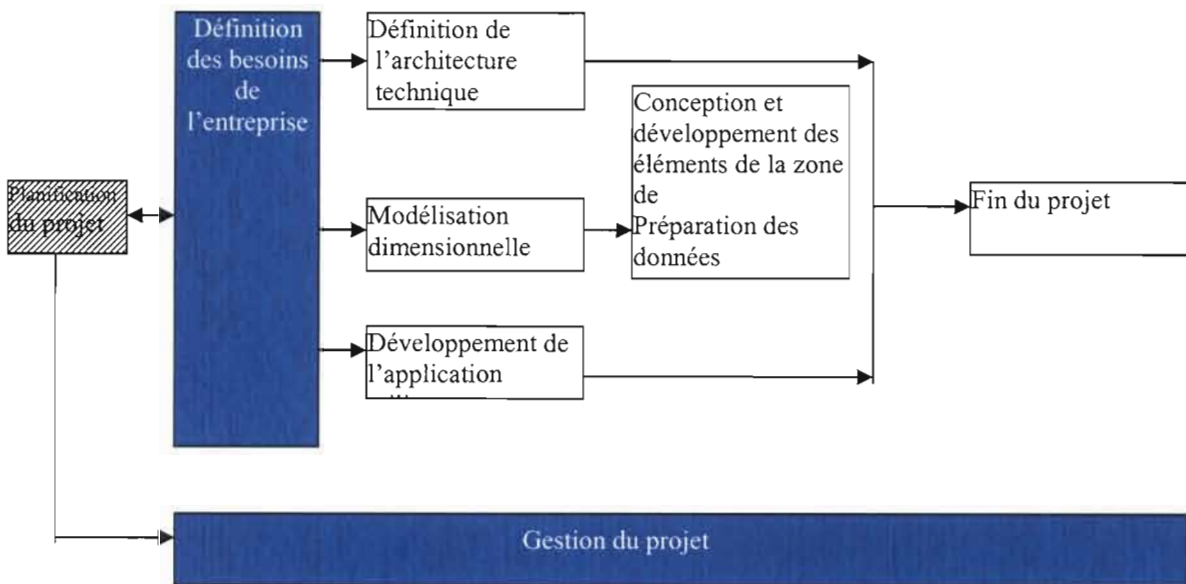 Définition
des besoins
de
l'entreprise
Définition de
l'architecture
technique
Conception et
développement des
éléments de la zone
de
Préparation des
données
Planification
du projet
Modélisation
dimensionnelle
Fin du projet
Développement de
l'application
Gestion du projet